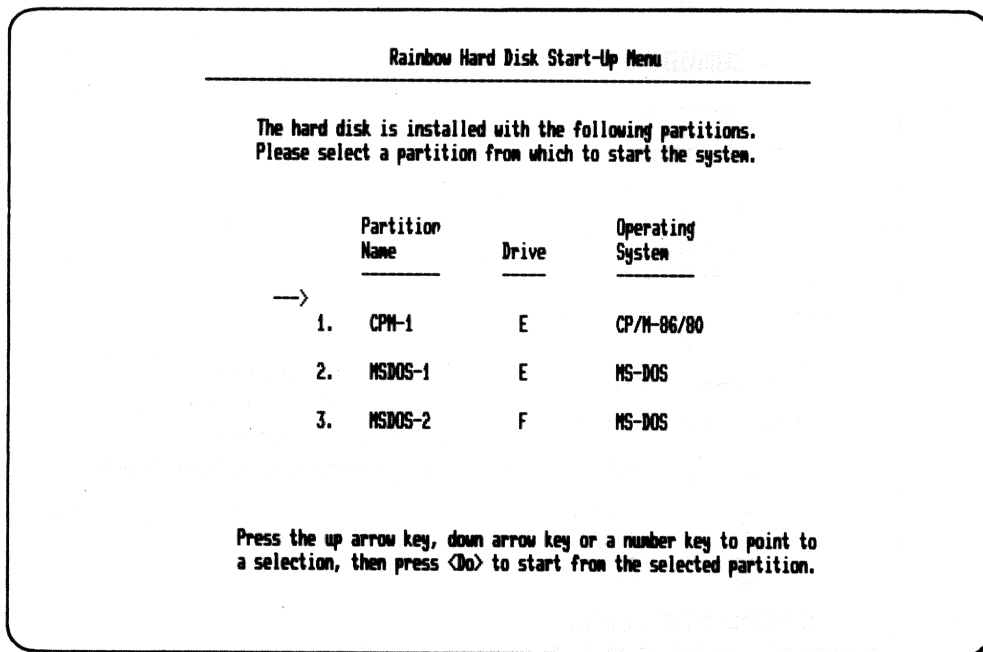 Rainbow Hard Disk Start-Up Menu
The hard disk is installed with the following partitions.
Please select a partition from which to start the system.
Partition Operating
Name Drive System
-->
1. CPM-1 E CP/M-86/80
2. MSDOS-1 E MS-DOS
3. MSDOS-2 F MS-DOS
Press the up arrow key, down arrow key or a number key to point to
a selection, then press <Do> to start from the selected partition.